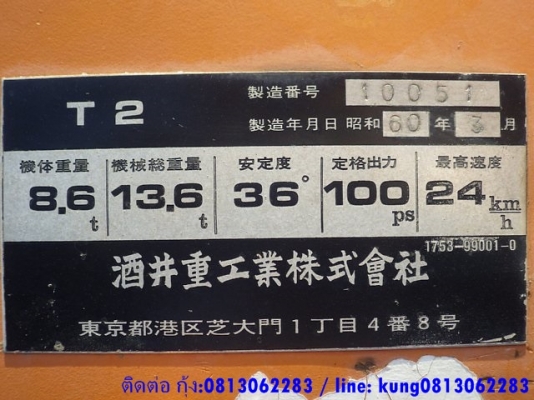 T2
製造番号 10051
製造年月日 昭和 60 年 3 月
機体重量 機械総重量 安定度 定格出力 最高速度
8.6 t 13.6 t 36° 100 ps 24 km/h
1753-99001-0
酒井重工業株式會社
東京都港区芝大門1丁目4番8号
ติดต่อ กุ้ง:0813062283 / line: kung0813062283